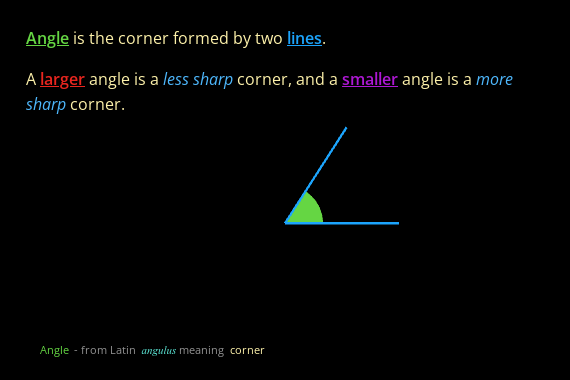 Angle is the corner formed by two lines.
A larger angle is a less sharp corner, and a smaller angle is a more
sharp corner.
Angle - from Latin angulus meaning corner